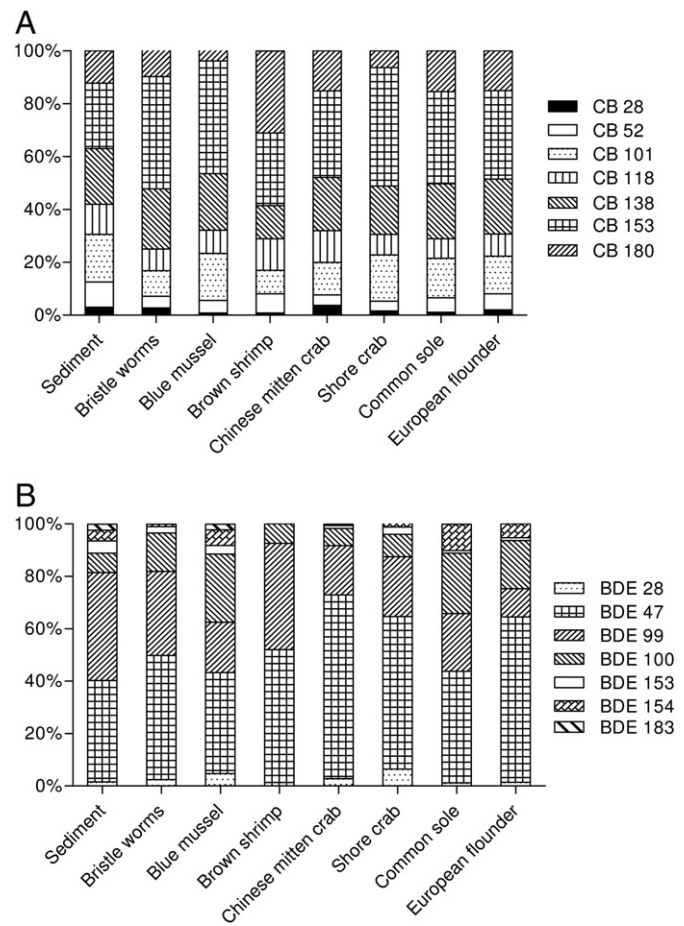 A
100%
80%
60%
40%
20%
0%
CB 28
CB 52
CB 101
CB 118
CB 138
CB 153
CB 180
Sediment
Bristle worms
Blue mussel
Brown shrimp
Chinese mitten crab
Shore crab
Common sole
European flounder
B
100%
80%
60%
40%
20%
0%
BDE 28
BDE 47
BDE 99
BDE 100
BDE 153
BDE 154
BDE 183
Sediment
Bristle worms
Blue mussel
Brown shrimp
Chinese mitten crab
Shore crab
Common sole
European flounder